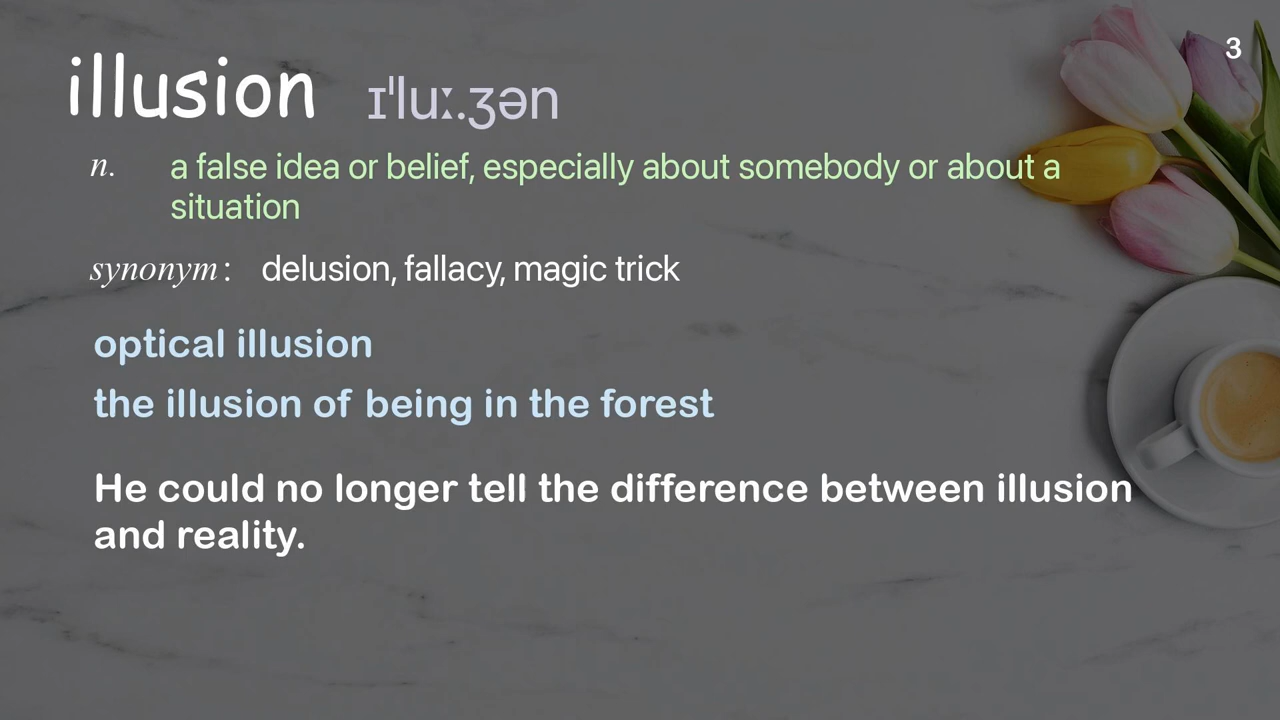 3
illusion ɪˈluː.ʒən
n. a false idea or belief, especially about somebody or about a
situation
synonym: delusion, fallacy, magic trick
optical illusion
the illusion of being in the forest
He could no longer tell the difference between illusion
and reality.